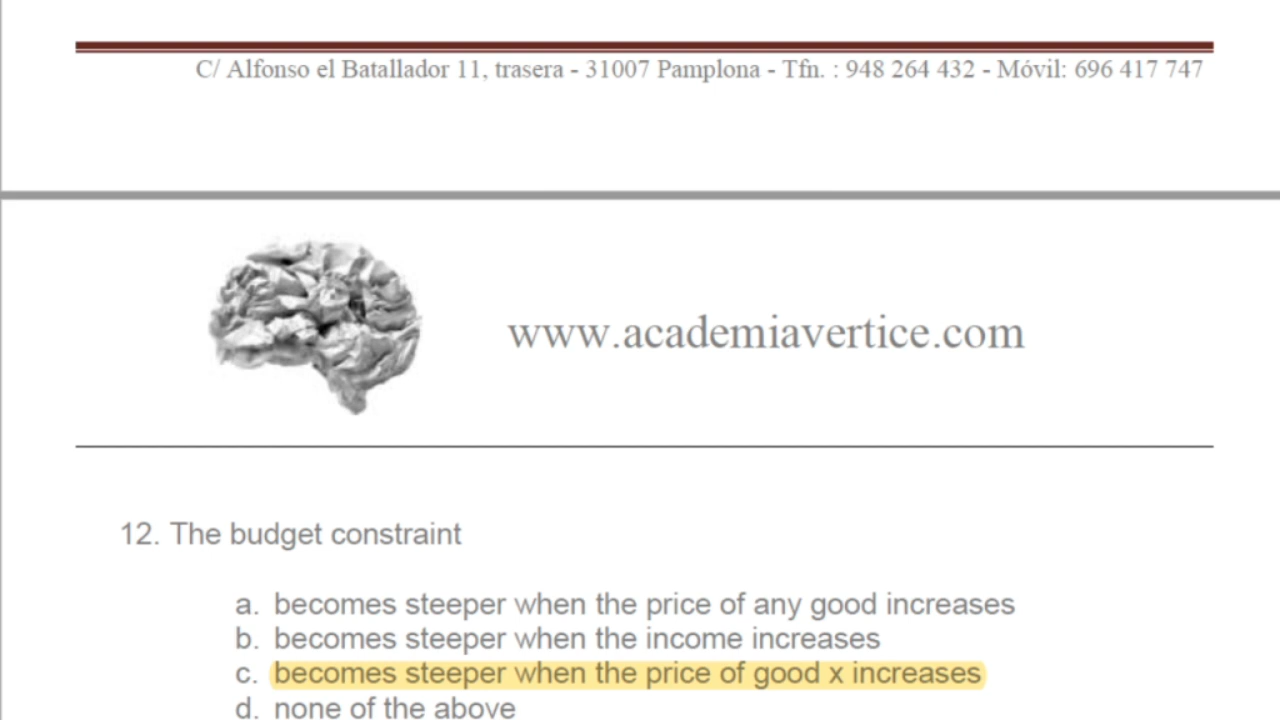 C/ Alfonso el Batallador 11, trasera - 31007 Pamplona - Tfn. : 948 264 432 - Móvil: 696 417 747
www.academiavertice.com
12. The budget constraint
a. becomes steeper when the price of any good increases
b. becomes steeper when the income increases
c. becomes steeper when the price of good x increases
d. none of the above